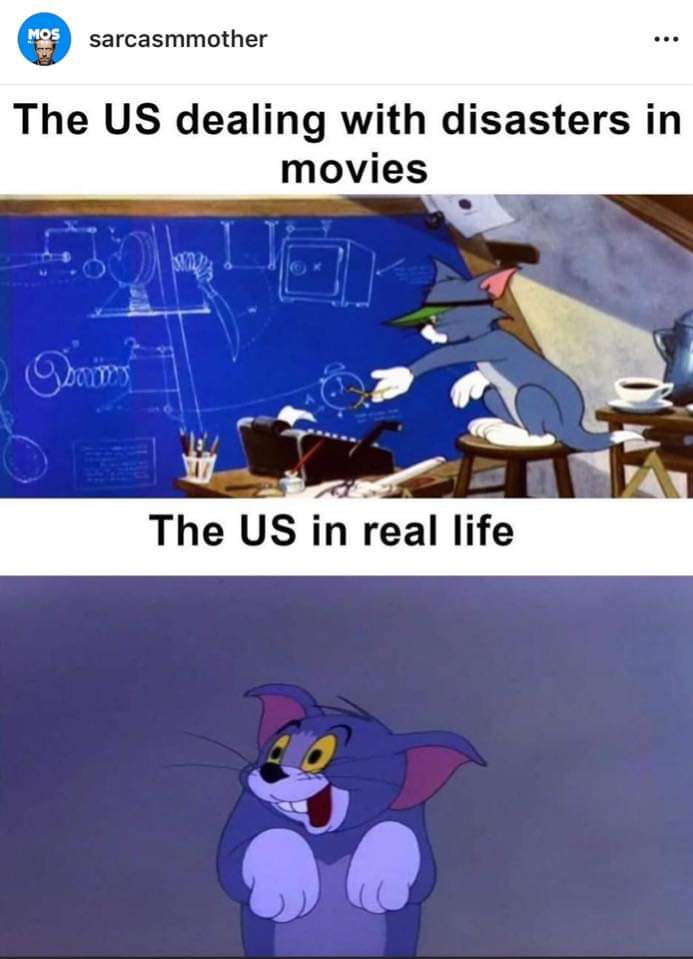 MOS
sarcasmmother
The US dealing with disasters in
movies
The US in real life